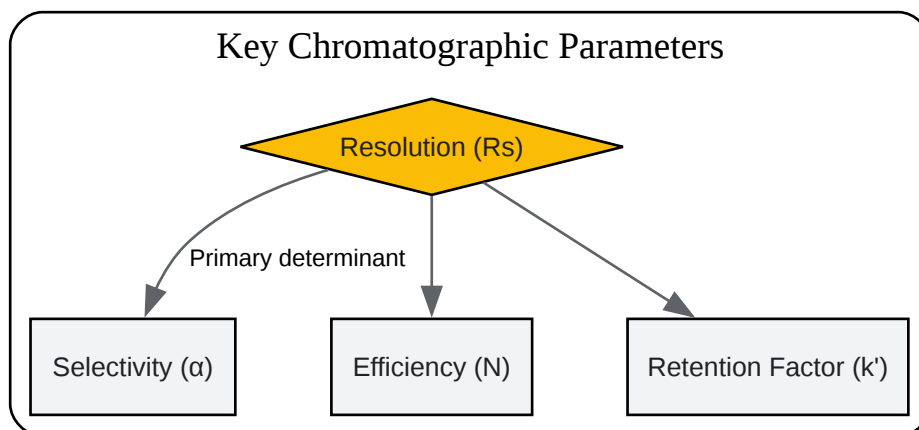 Key Chromatographic Parameters
Resolution (Rs)
Primary determinant
Selectivity (α)
Efficiency (N)
Retention Factor (k')